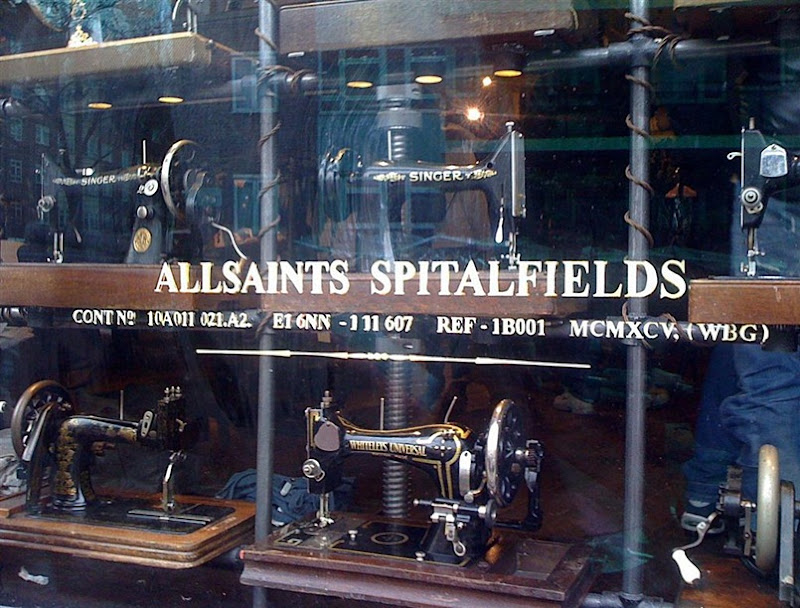 SINGER
SINGER
ALLSAINTS SPITALFIELDS
CONT Nº 10A011 021.A2. E1 6NN - 1 11 607 REF - 1B001 MCMXCV, (WBG)
WHITELEYS UNIVERSAL